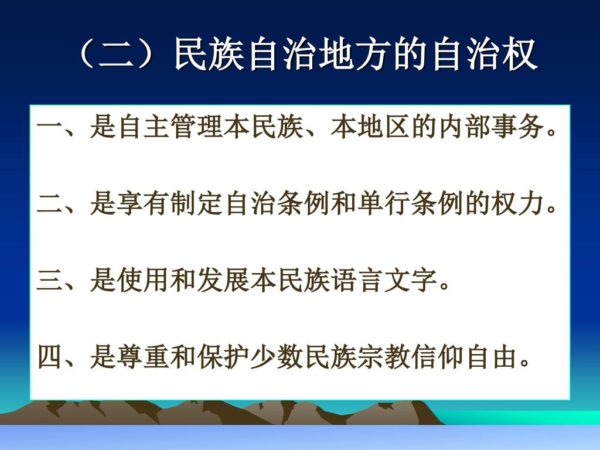 （二）民族自治地方的自治权
一、是自主管理本民族、本地区的内部事务。
二、是享有制定自治条例和单行条例的权力。
三、是使用和发展本民族语言文字。
四、是尊重和保护少数民族宗教信仰自由。